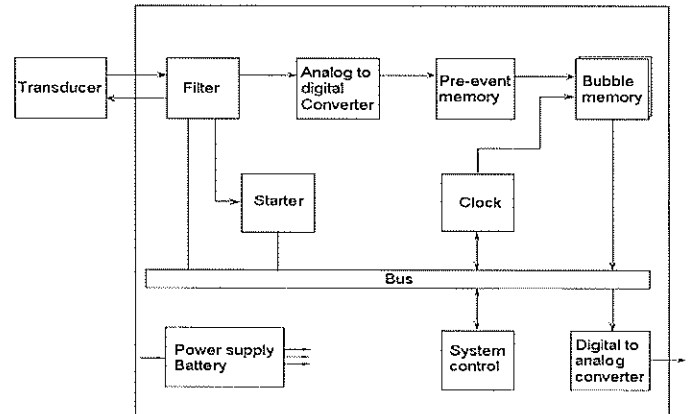 Transducer
Filter
Analog to
digital
Converter
Pre-event
memory
Bubble
memory
Starter
Clock
Bus
Power supply
Battery
System
control
Digital to
analog
converter